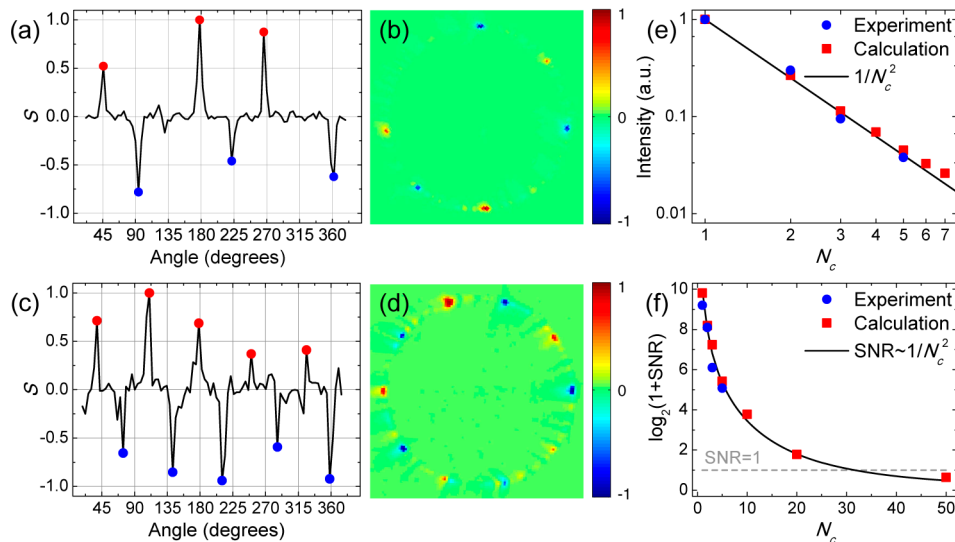 (a)
1.0
0.5
0.0
-0.5
-1.0
S
45 90 135 180 225 270 315 360
Angle (degrees)
(b)
1
0
-1
(e)
1
0.1
0.01
Intensity (a.u.)
Experiment
Calculation
1/N_c^2
1 2 3 4 5 6 7
N_c
(c)
1.0
0.5
0.0
-0.5
-1.0
S
45 90 135 180 225 270 315 360
Angle (degrees)
(d)
1
0
-1
(f)
10
8
6
4
2
0
log_2(1+SNR)
Experiment
Calculation
SNR~1/N_c^2
SNR=1
0 10 20 30 40 50
N_c